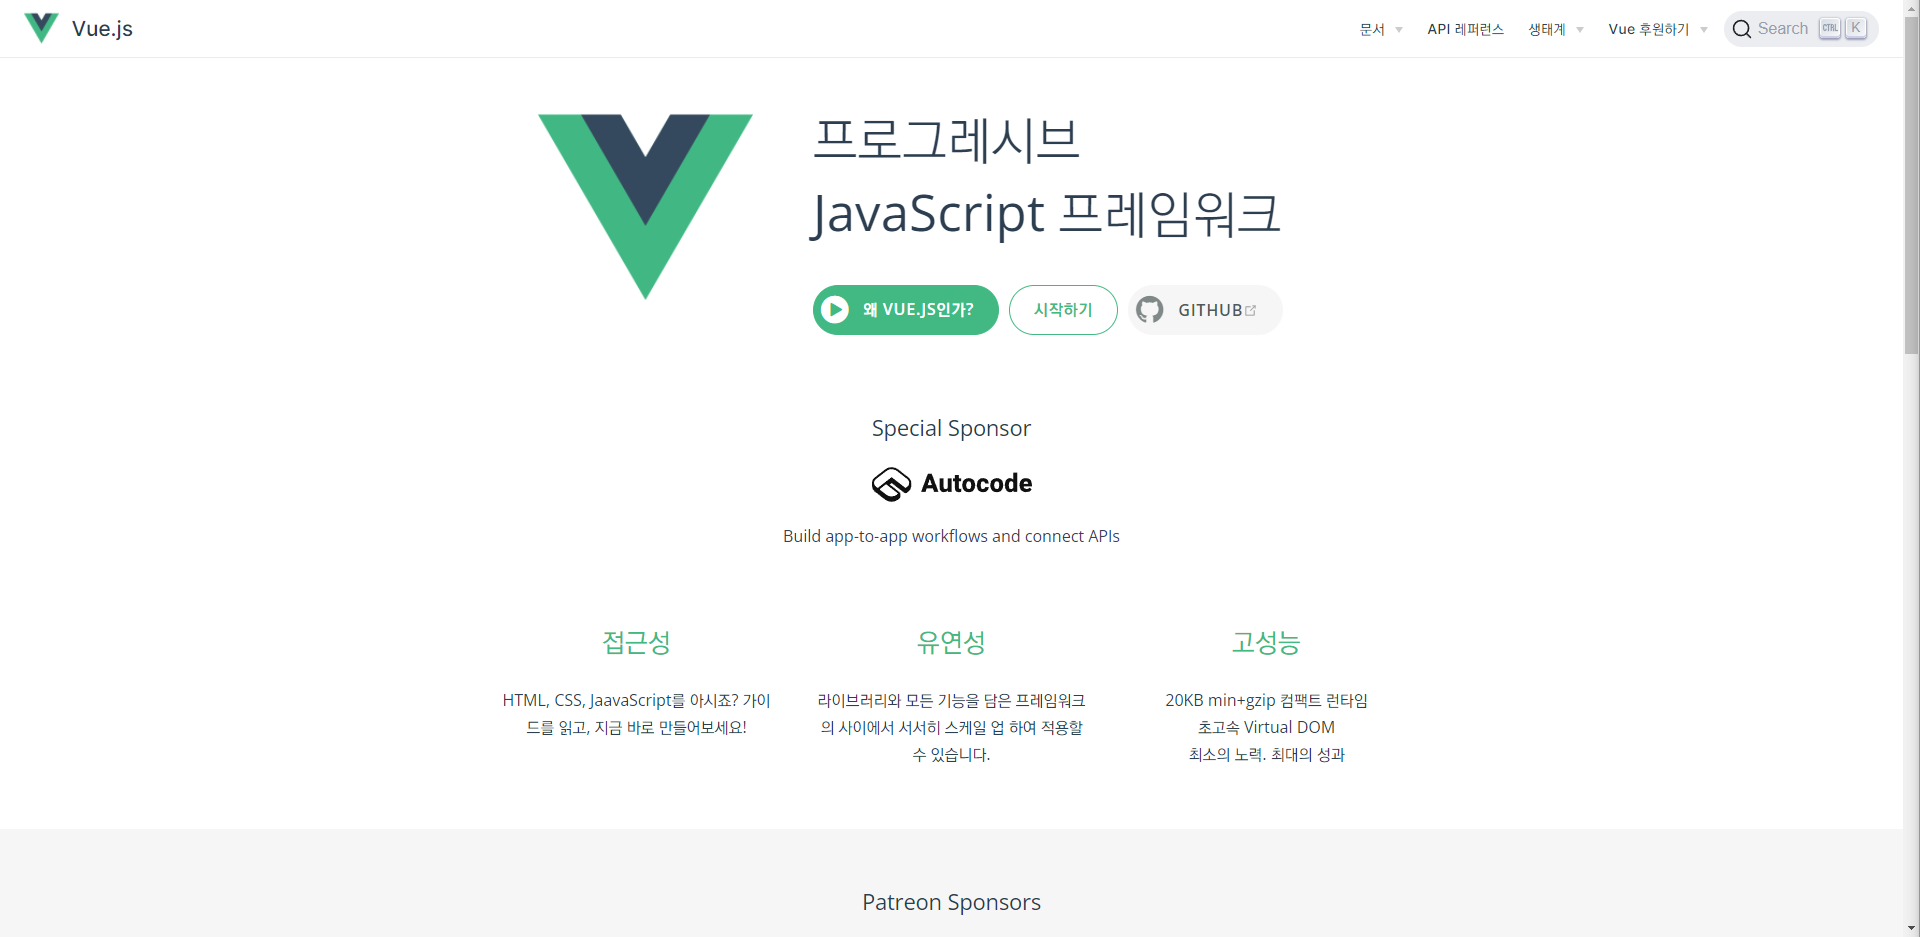 Vue.js
문서
API 레퍼런스
생태계
Vue 후원하기
Search
CTRL
K
프로그레시브
JavaScript 프레임워크
왜 VUE.JS인가?
시작하기
GITHUB
Special Sponsor
Autocode
Build app-to-app workflows and connect APIs
접근성
HTML, CSS, JaavaScript를 아시죠? 가이
드를 읽고, 지금 바로 만들어보세요!
유연성
라이브러리와 모든 기능을 담은 프레임워크
의 사이에서 서서히 스케일 업 하여 적용할
수 있습니다.
고성능
20KB min+gzip 컴팩트 런타임
초고속 Virtual DOM
최소의 노력. 최대의 성과
Patreon Sponsors